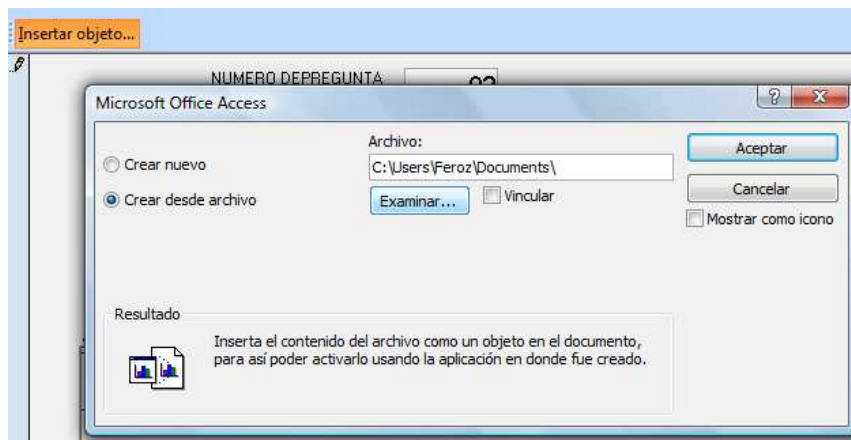 Insertar objeto...
NUMERO DEPREGUNTA
Microsoft Office Access
Archivo:
Crear nuevo
C:\Users\Feroz\Documents\
Aceptar
Crear desde archivo
Examinar...
Vincular
Cancelar
Mostrar como icono
Resultado
Inserta el contenido del archivo como un objeto en el documento,
para así poder activarlo usando la aplicación en donde fue creado.